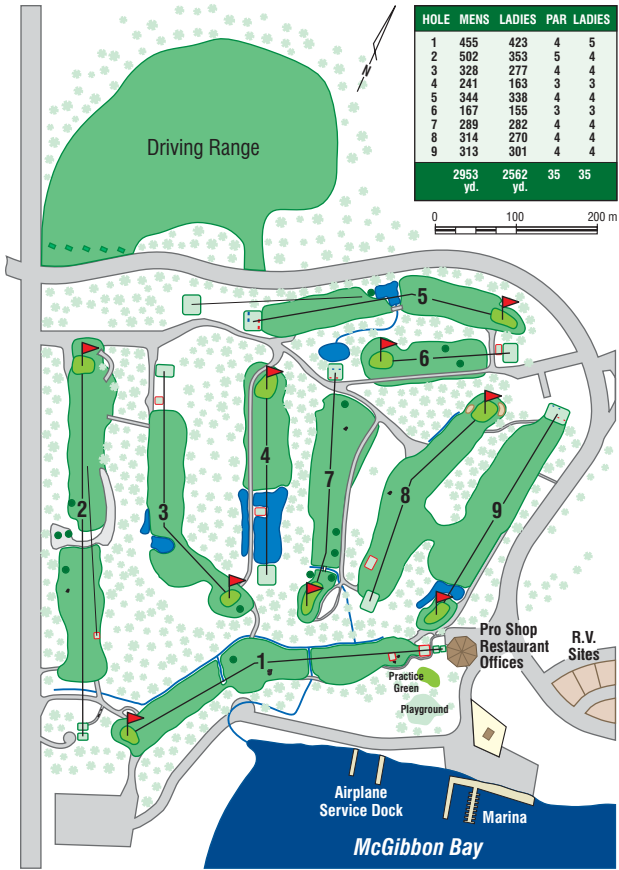 N
HOLE MENS LADIES PAR LADIES
1 455 423 4 5
2 502 353 5 4
3 328 277 4 4
4 241 163 3 3
5 344 338 4 4
6 167 155 3 3
7 289 282 4 4
8 314 270 4 4
9 313 301 4 4
2953 2562 35 35
yd. yd.
0 100 200 m
Driving Range
5
6
4
7
2
3
8
9
1
Pro Shop
Restaurant
Offices
R.V.
Sites
Practice
Green
Playground
Airplane
Service Dock
Marina
McGibbon Bay